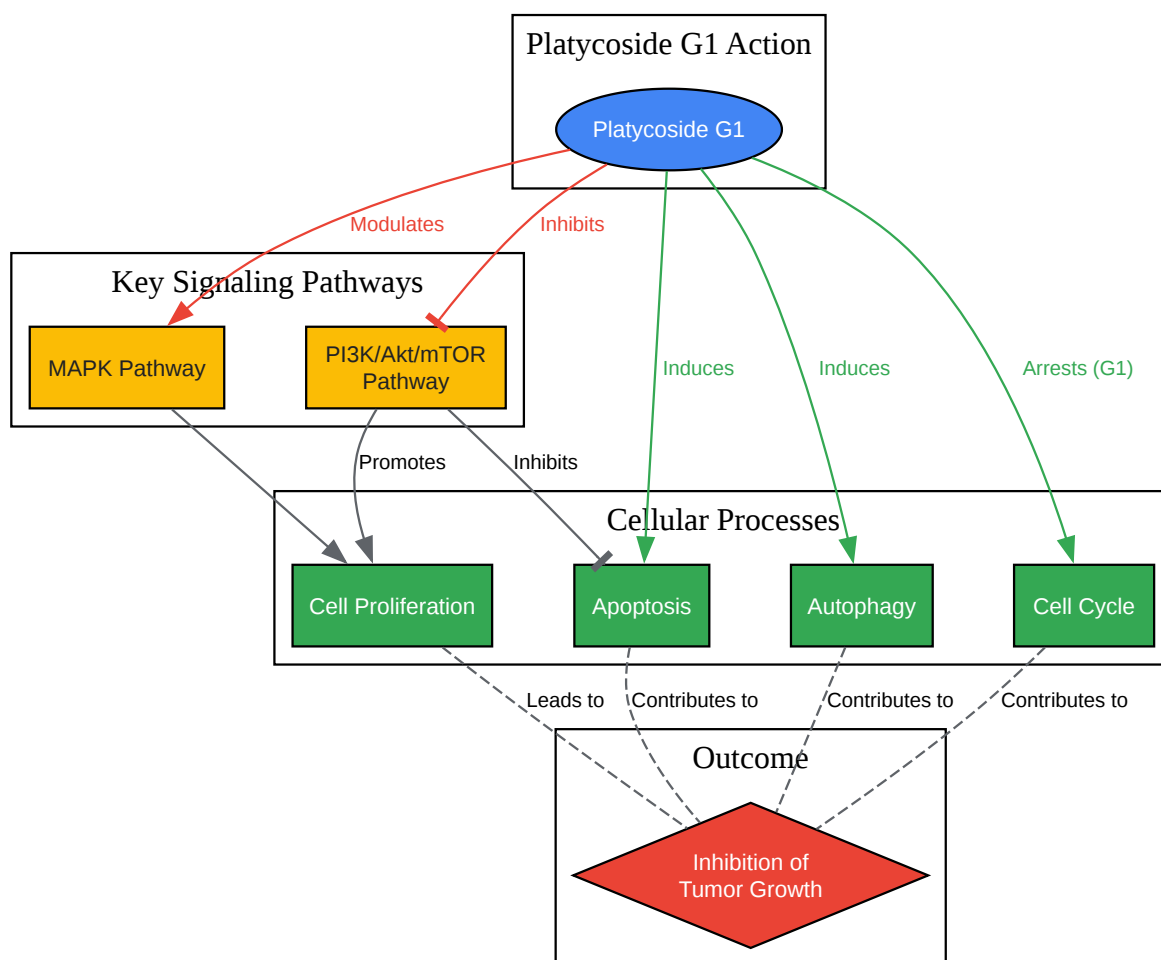 Platycoside G1 Action
Platycoside G1
Modulates
Inhibits
Key Signaling Pathways
MAPK Pathway
PI3K/Akt/mTOR
Pathway
Induces
Induces
Arrests (G1)
Promotes
Inhibits
Cellular Processes
Cell Proliferation
Apoptosis
Autophagy
Cell Cycle
Leads to
Contributes to
Contributes to
Contributes to
Outcome
Inhibition of
Tumor Growth